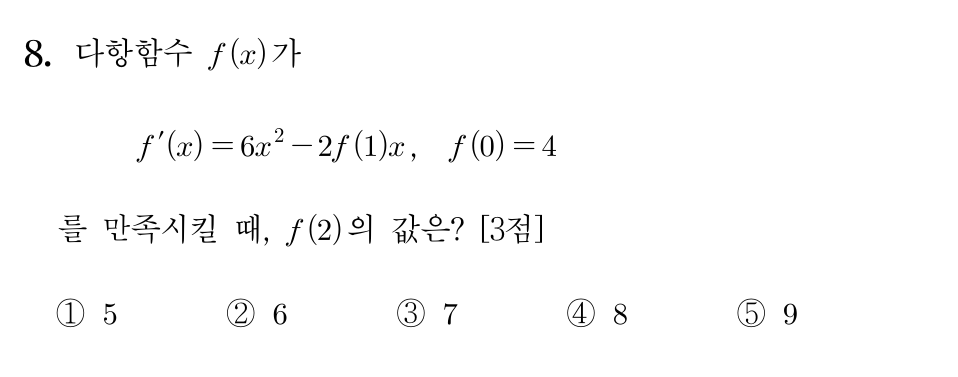 8. 다항함수 f(x)가
f′(x)=6x²−2f(1)x, f(0)=4
를 만족시킬 때, f(2)의 값은? [3점]
① 5 ② 6 ③ 7 ④ 8 ⑤ 9